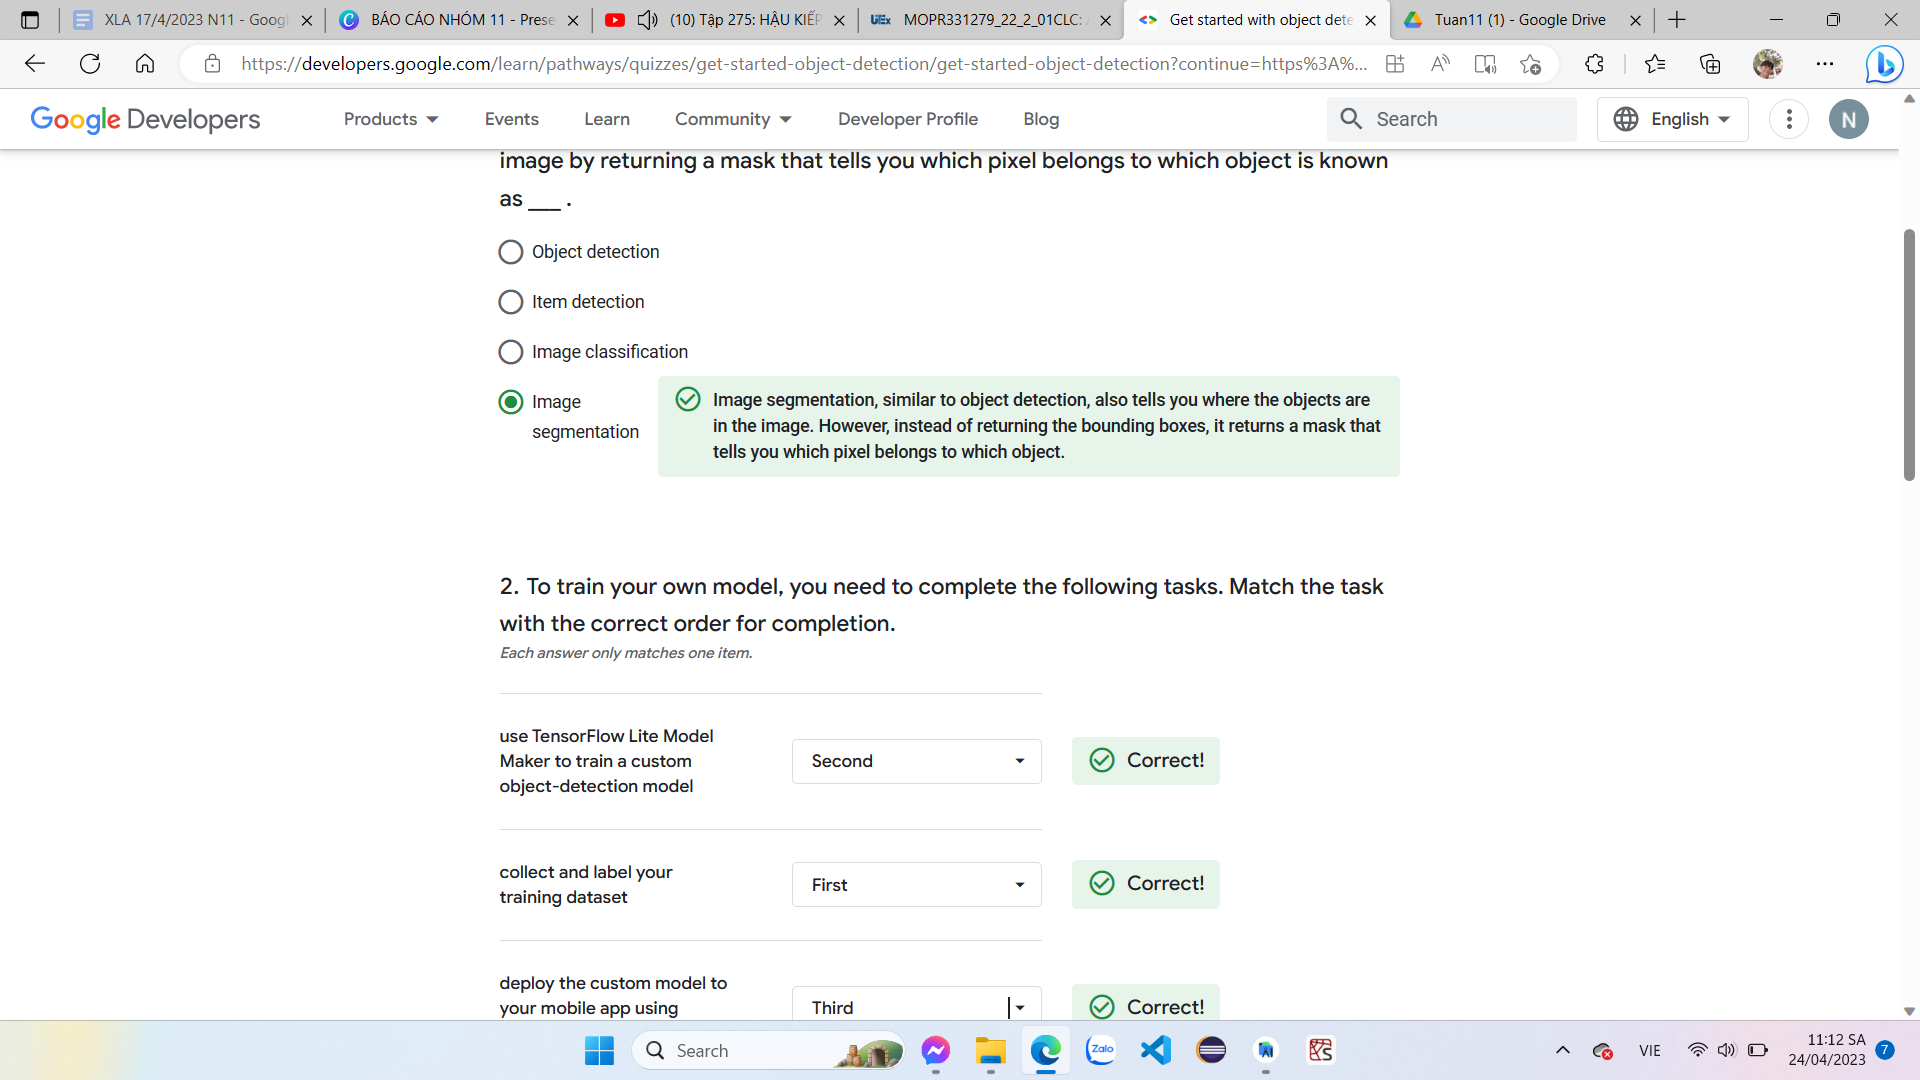 XLA 17/4/2023 N11 - Goog
BÁO CÁO NHÓM 11 - Prese
(10) Tập 275: HẬU KIẾP
UEx MOPR331279_22_2_01CLC:
Get started with object dete
Tuan11 (1) - Google Drive
https://developers.google.com/learn/pathways/quizzes/get-started-object-detection/get-started-object-detection?continue=https%3A%...
Google Developers
Products
Events
Learn
Community
Developer Profile
Blog
Search
English
N
image by returning a mask that tells you which pixel belongs to which object is known
as ___ .
Object detection
Item detection
Image classification
Image
segmentation
Image segmentation, similar to object detection, also tells you where the objects are
in the image. However, instead of returning the bounding boxes, it returns a mask that
tells you which pixel belongs to which object.
2. To train your own model, you need to complete the following tasks. Match the task
with the correct order for completion.
Each answer only matches one item.
use TensorFlow Lite Model
Maker to train a custom
object-detection model
Second
Correct!
collect and label your
training dataset
First
Correct!
deploy the custom model to
your mobile app using
Third
Correct!
Search
Zalo
VIE
11:12 SA
24/04/2023
7